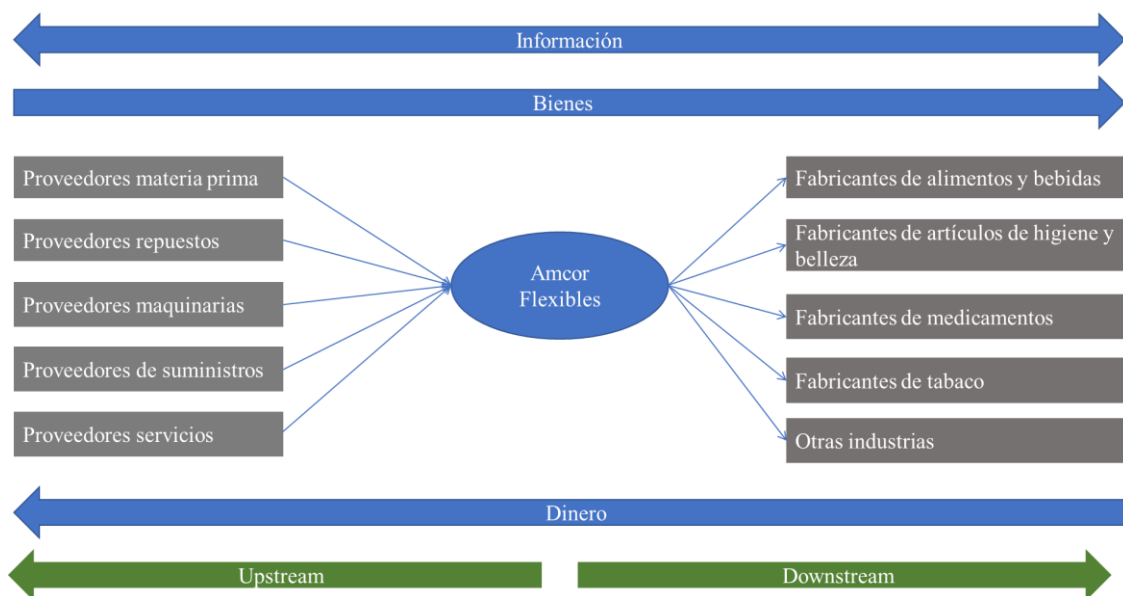 Información
Bienes
Proveedores materia prima
Proveedores repuestos
Proveedores maquinarias
Proveedores de suministros
Proveedores servicios
Amcor
Flexibles
Fabricantes de alimentos y bebidas
Fabricantes de artículos de higiene y
belleza
Fabricantes de medicamentos
Fabricantes de tabaco
Otras industrias
Dinero
Upstream
Downstream